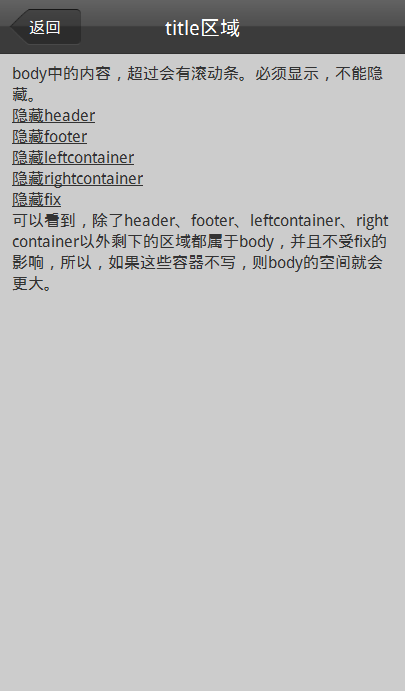 返回
title区域
body中的内容，超过会有滚动条。必须显示，不能隐
藏。
隐藏header
隐藏footer
隐藏leftcontainer
隐藏rightcontainer
隐藏fix
可以看到，除了header、footer、leftcontainer、right
container以外剩下的区域都属于body，并且不受fix的
影响，所以，如果这些容器不写，则body的空间就会
更大。